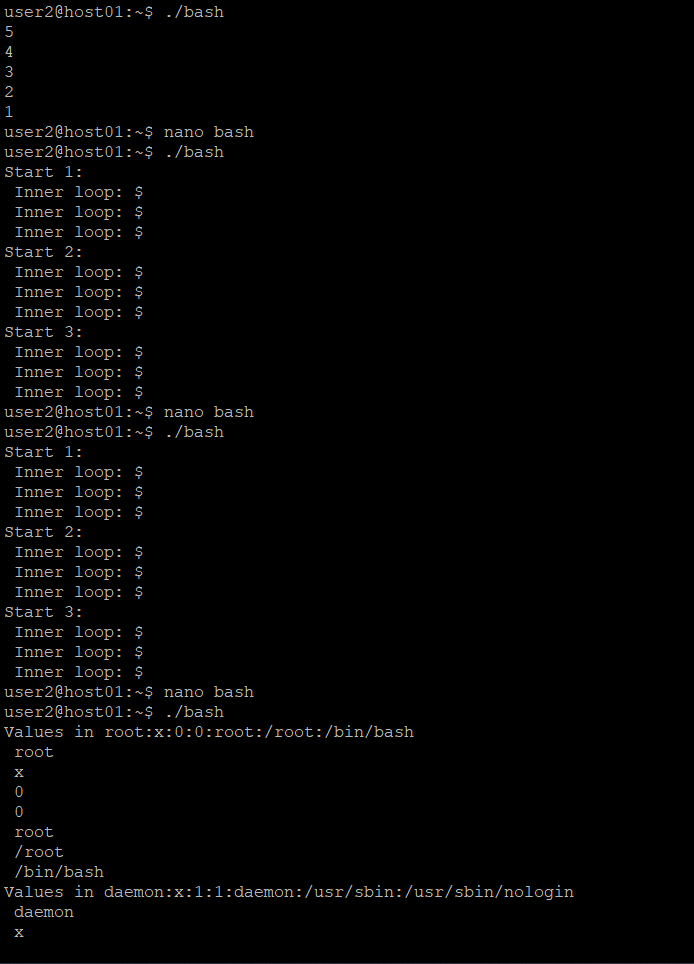 user2@host01:~$ ./bash
5
4
3
2
1
user2@host01:~$ nano bash
user2@host01:~$ ./bash
Start 1:
 Inner loop: $
 Inner loop: $
 Inner loop: $
Start 2:
 Inner loop: $
 Inner loop: $
 Inner loop: $
Start 3:
 Inner loop: $
 Inner loop: $
 Inner loop: $
user2@host01:~$ nano bash
user2@host01:~$ ./bash
Start 1:
 Inner loop: $
 Inner loop: $
 Inner loop: $
Start 2:
 Inner loop: $
 Inner loop: $
 Inner loop: $
Start 3:
 Inner loop: $
 Inner loop: $
 Inner loop: $
user2@host01:~$ nano bash
user2@host01:~$ ./bash
Values in root:x:0:0:root:/root:/bin/bash
 root
 x
 0
 0
 root
 /root
 /bin/bash
Values in daemon:x:1:1:daemon:/usr/sbin:/usr/sbin/nologin
 daemon
 x